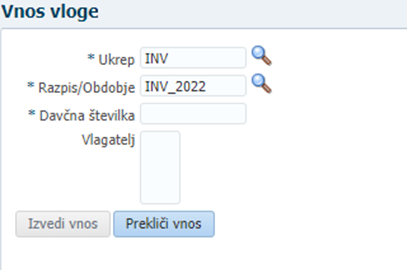 Vnos vloge
* Ukrep INV
* Razpis/Obdobje INV_2022
* Davčna številka
Vlagatelj
Izvedi vnos Prekliči vnos